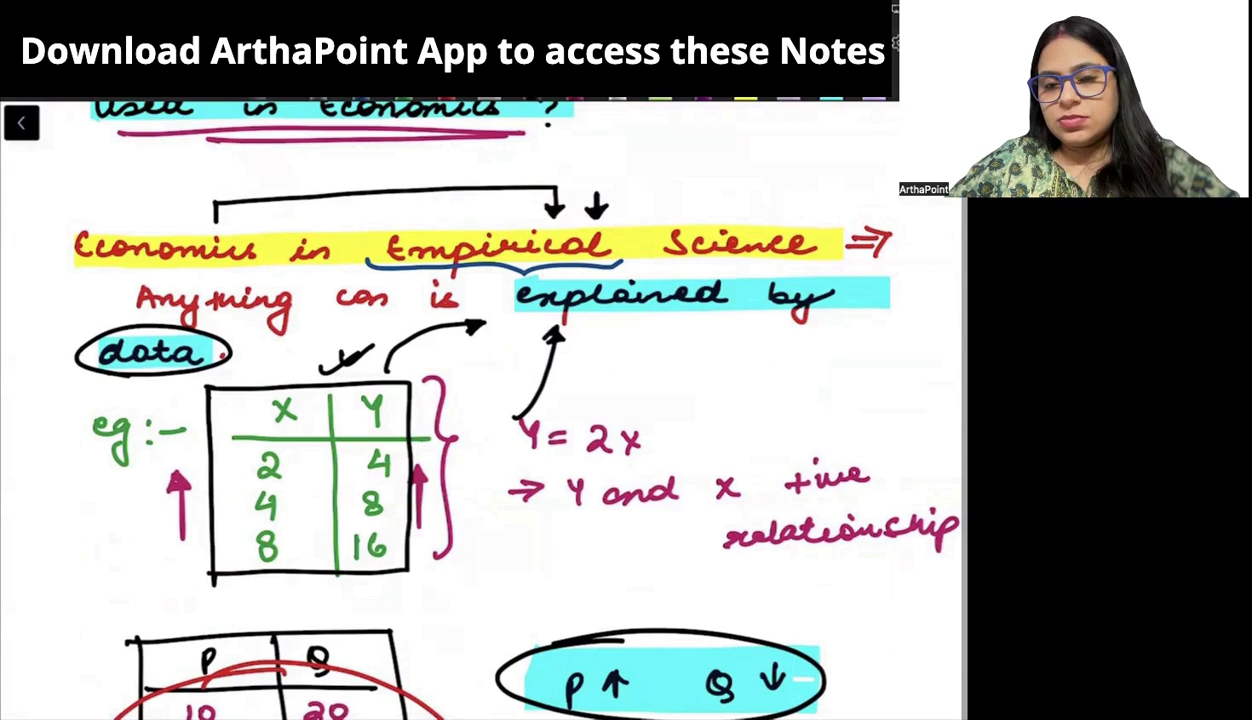 Download ArthaPoint App to access these Notes
used in Economics ?
ArthaPoint
Economics is Empirical Science ⇒
Anything can is explained by
data.
eg :-
X Y
2 4
4 8
8 16
Y = 2x
→ Y and x +ive
relationship
P Q
10 20
P ↑ Q ↓